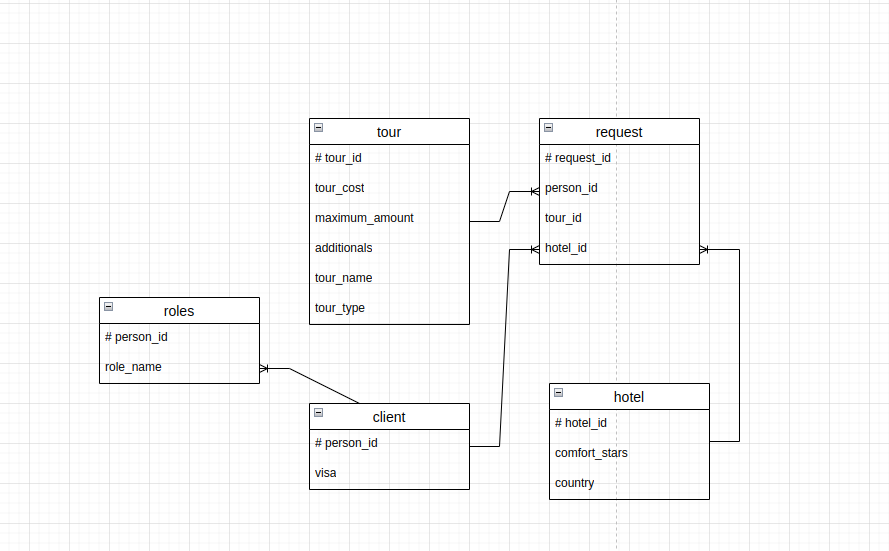 tour
# tour_id
tour_cost
maximum_amount
additionals
tour_name
tour_type
request
# request_id
person_id
tour_id
hotel_id
roles
# person_id
role_name
client
# person_id
visa
hotel
# hotel_id
comfort_stars
country